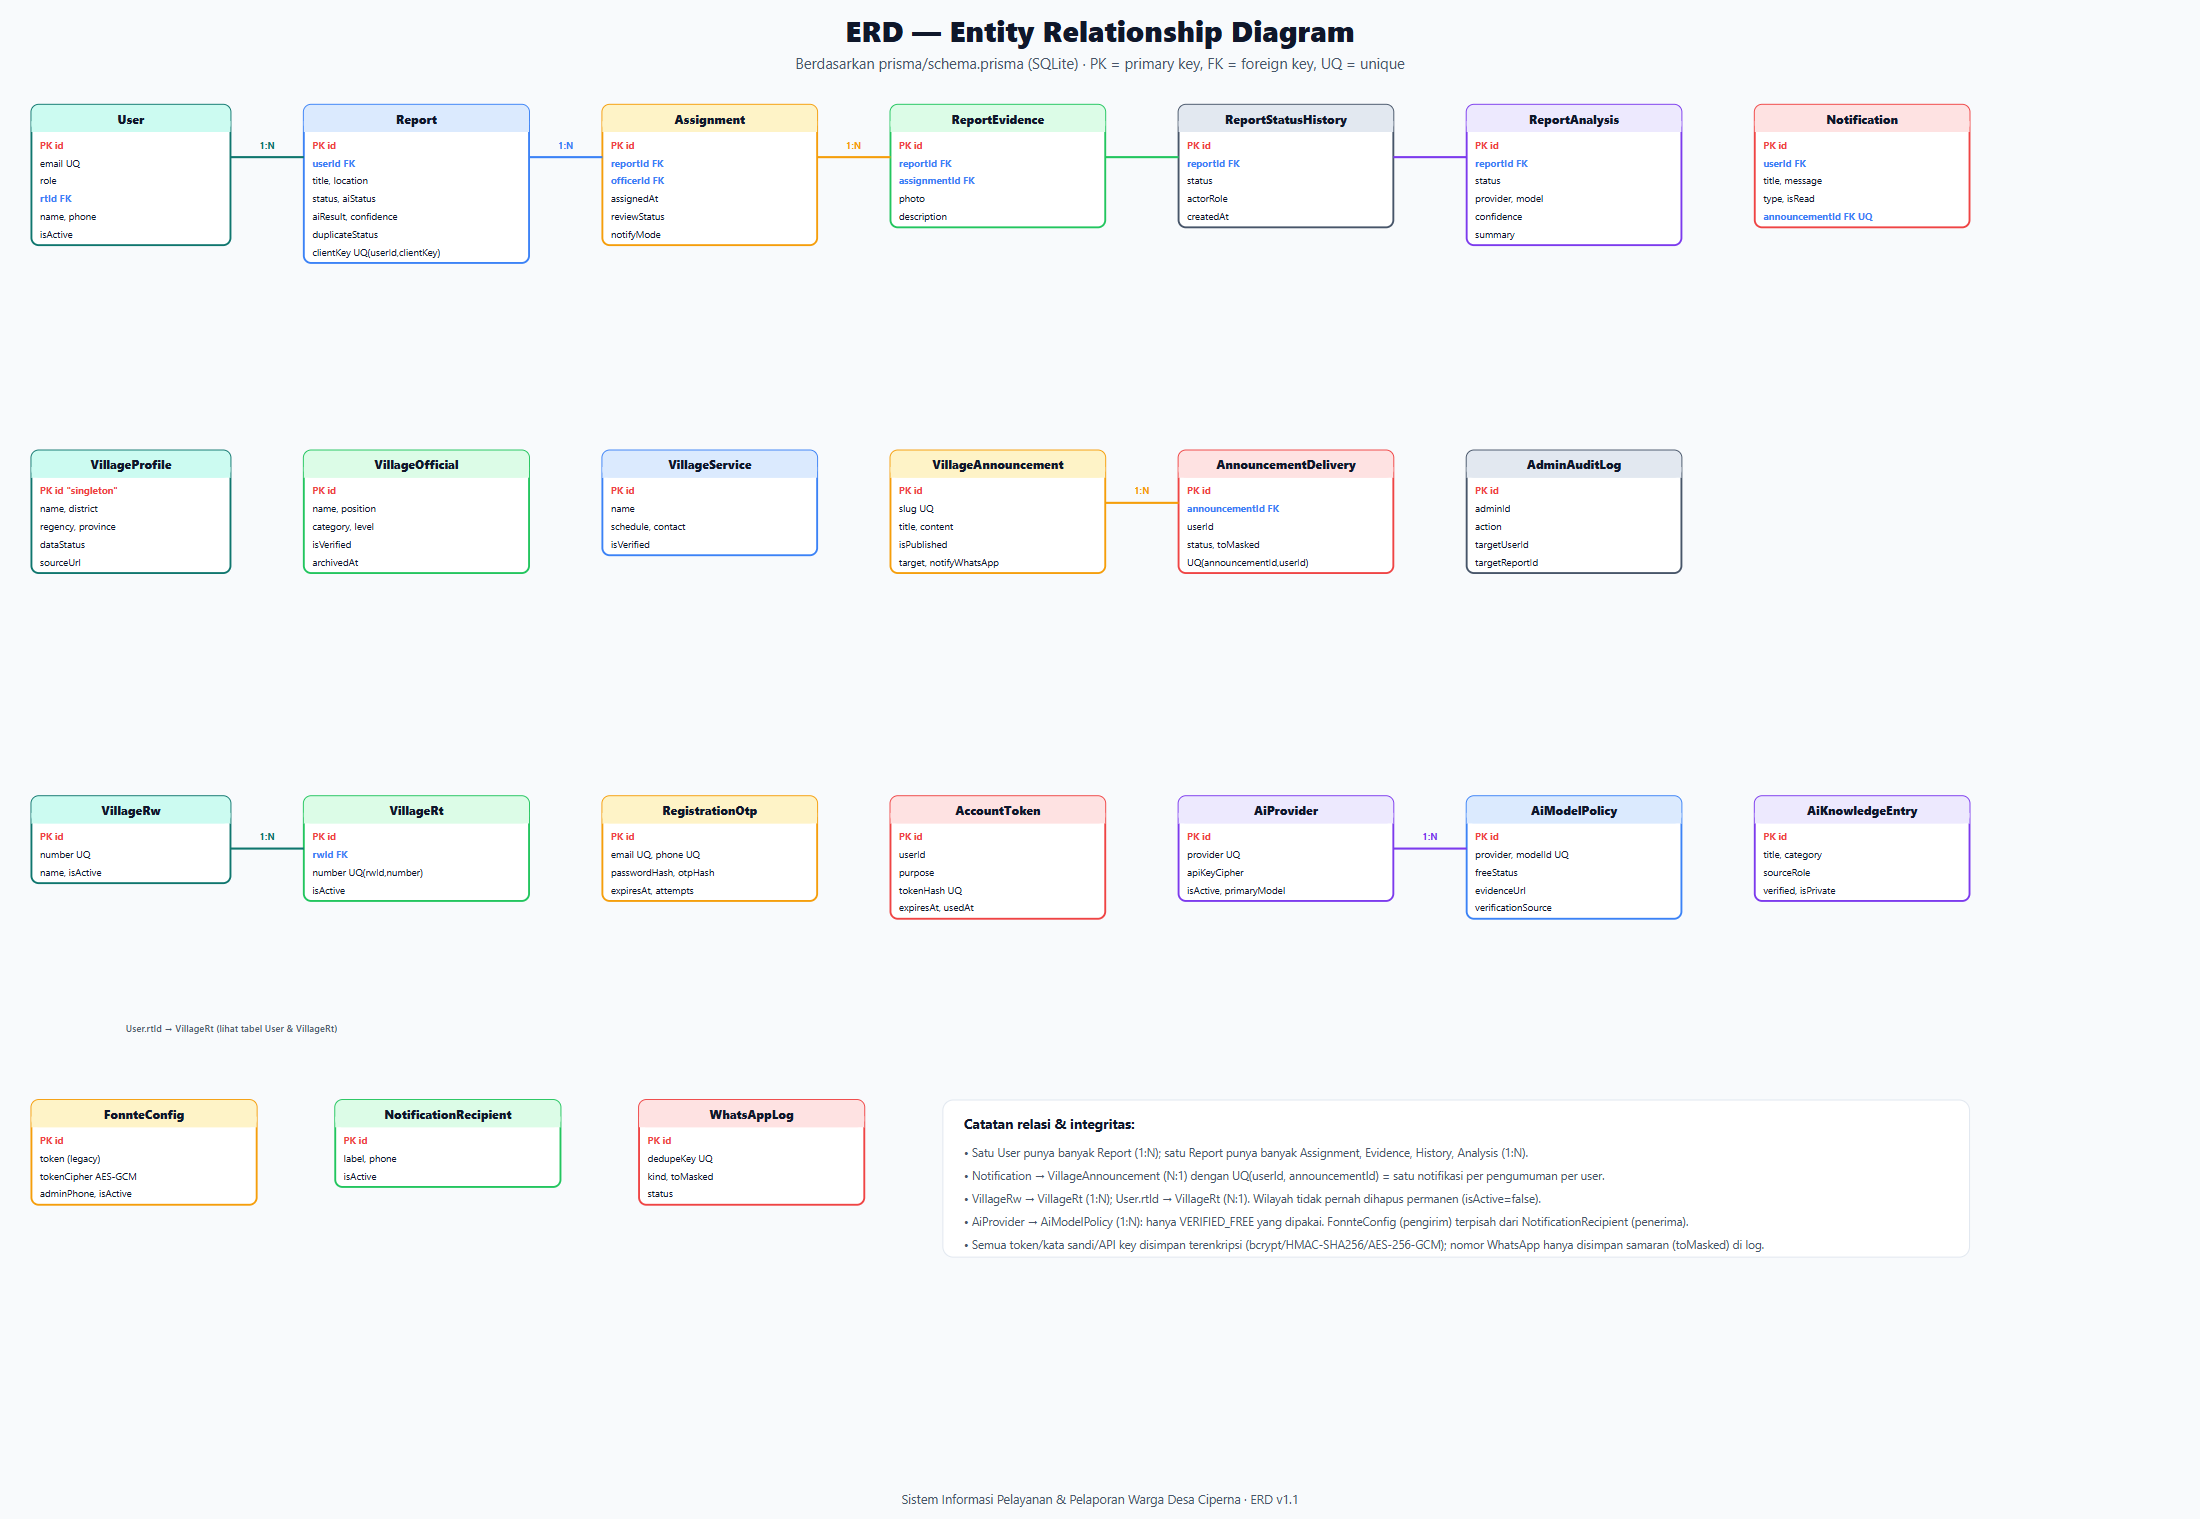 ERD — Entity Relationship Diagram
Berdasarkan prisma/schema.prisma (SQLite) · PK = primary key, FK = foreign key, UQ = unique
User
PK id
email UQ
role
rtId FK
name, phone
isActive
1:N
Report
PK id
userId FK
title, location
status, aiStatus
aiResult, confidence
duplicateStatus
clientKey UQ(userId,clientKey)
1:N
Assignment
PK id
reportId FK
officerId FK
assignedAt
reviewStatus
notifyMode
1:N
ReportEvidence
PK id
reportId FK
assignmentId FK
photo
description
ReportStatusHistory
PK id
reportId FK
status
actorRole
createdAt
ReportAnalysis
PK id
reportId FK
status
provider, model
confidence
summary
Notification
PK id
userId FK
title, message
type, isRead
announcementId FK UQ
VillageProfile
PK id "singleton"
name, district
regency, province
dataStatus
sourceUrl
VillageOfficial
PK id
name, position
category, level
isVerified
archivedAt
VillageService
PK id
name
schedule, contact
isVerified
VillageAnnouncement
PK id
slug UQ
title, content
isPublished
target, notifyWhatsApp
1:N
AnnouncementDelivery
PK id
announcementId FK
userId
status, toMasked
UQ(announcementId,userId)
AdminAuditLog
PK id
adminId
action
targetUserId
targetReportId
VillageRw
PK id
number UQ
name, isActive
1:N
VillageRt
PK id
rwId FK
number UQ(rwId,number)
isActive
RegistrationOtp
PK id
email UQ, phone UQ
passwordHash, otpHash
expiresAt, attempts
AccountToken
PK id
userId
purpose
tokenHash UQ
expiresAt, usedAt
AiProvider
PK id
provider UQ
apiKeyCipher
isActive, primaryModel
1:N
AiModelPolicy
PK id
provider, modelId UQ
freeStatus
evidenceUrl
verificationSource
AiKnowledgeEntry
PK id
title, category
sourceRole
verified, isPrivate
User.rtId → VillageRt (lihat tabel User & VillageRt)
FonnteConfig
PK id
token (legacy)
tokenCipher AES-GCM
adminPhone, isActive
NotificationRecipient
PK id
label, phone
isActive
WhatsAppLog
PK id
dedupeKey UQ
kind, toMasked
status
Catatan relasi & integritas:
• Satu User punya banyak Report (1:N); satu Report punya banyak Assignment, Evidence, History, Analysis (1:N).
• Notification → VillageAnnouncement (N:1) dengan UQ(userId, announcementId) = satu notifikasi per pengumuman per user.
• VillageRw → VillageRt (1:N); User.rtId → VillageRt (N:1). Wilayah tidak pernah dihapus permanen (isActive=false).
• AiProvider → AiModelPolicy (1:N): hanya VERIFIED_FREE yang dipakai. FonnteConfig (pengirim) terpisah dari NotificationRecipient (penerima).
• Semua token/kata sandi/API key disimpan terenkripsi (bcrypt/HMAC-SHA256/AES-256-GCM); nomor WhatsApp hanya disimpan samaran (toMasked) di log.
Sistem Informasi Pelayanan & Pelaporan Warga Desa Ciperna · ERD v1.1